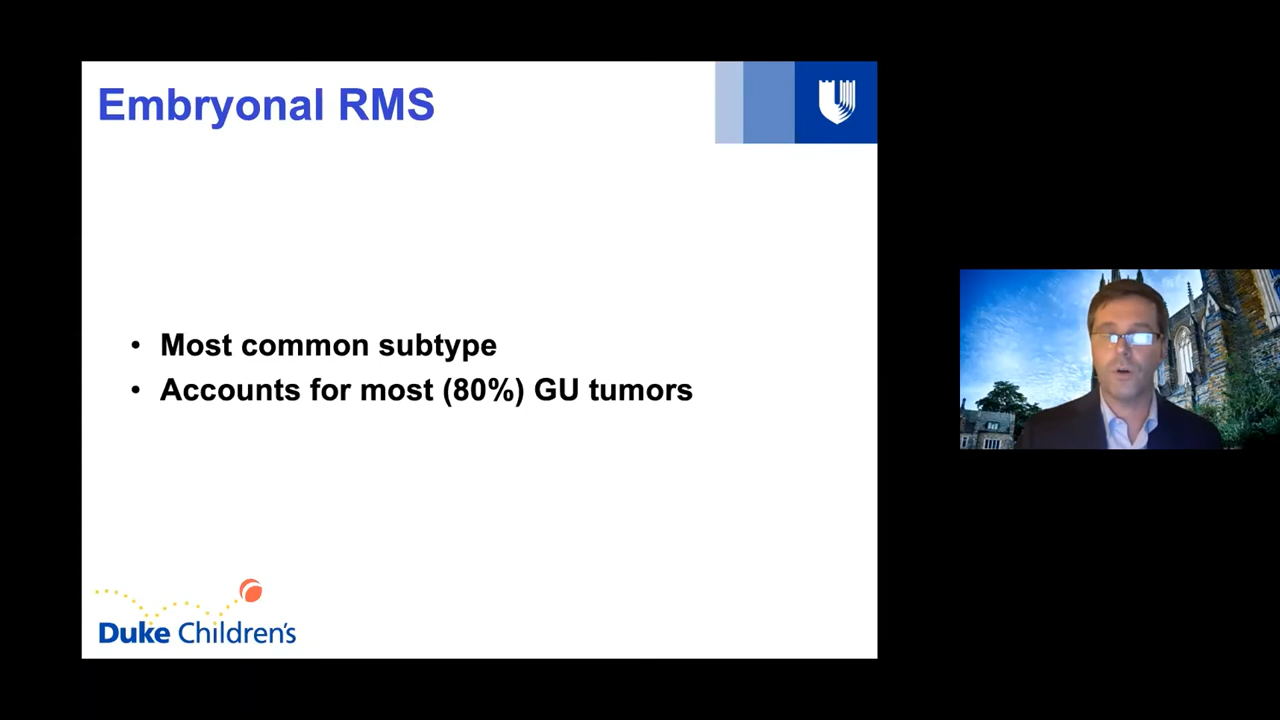 Embryonal RMS
• Most common subtype
• Accounts for most (80%) GU tumors
Duke Children's